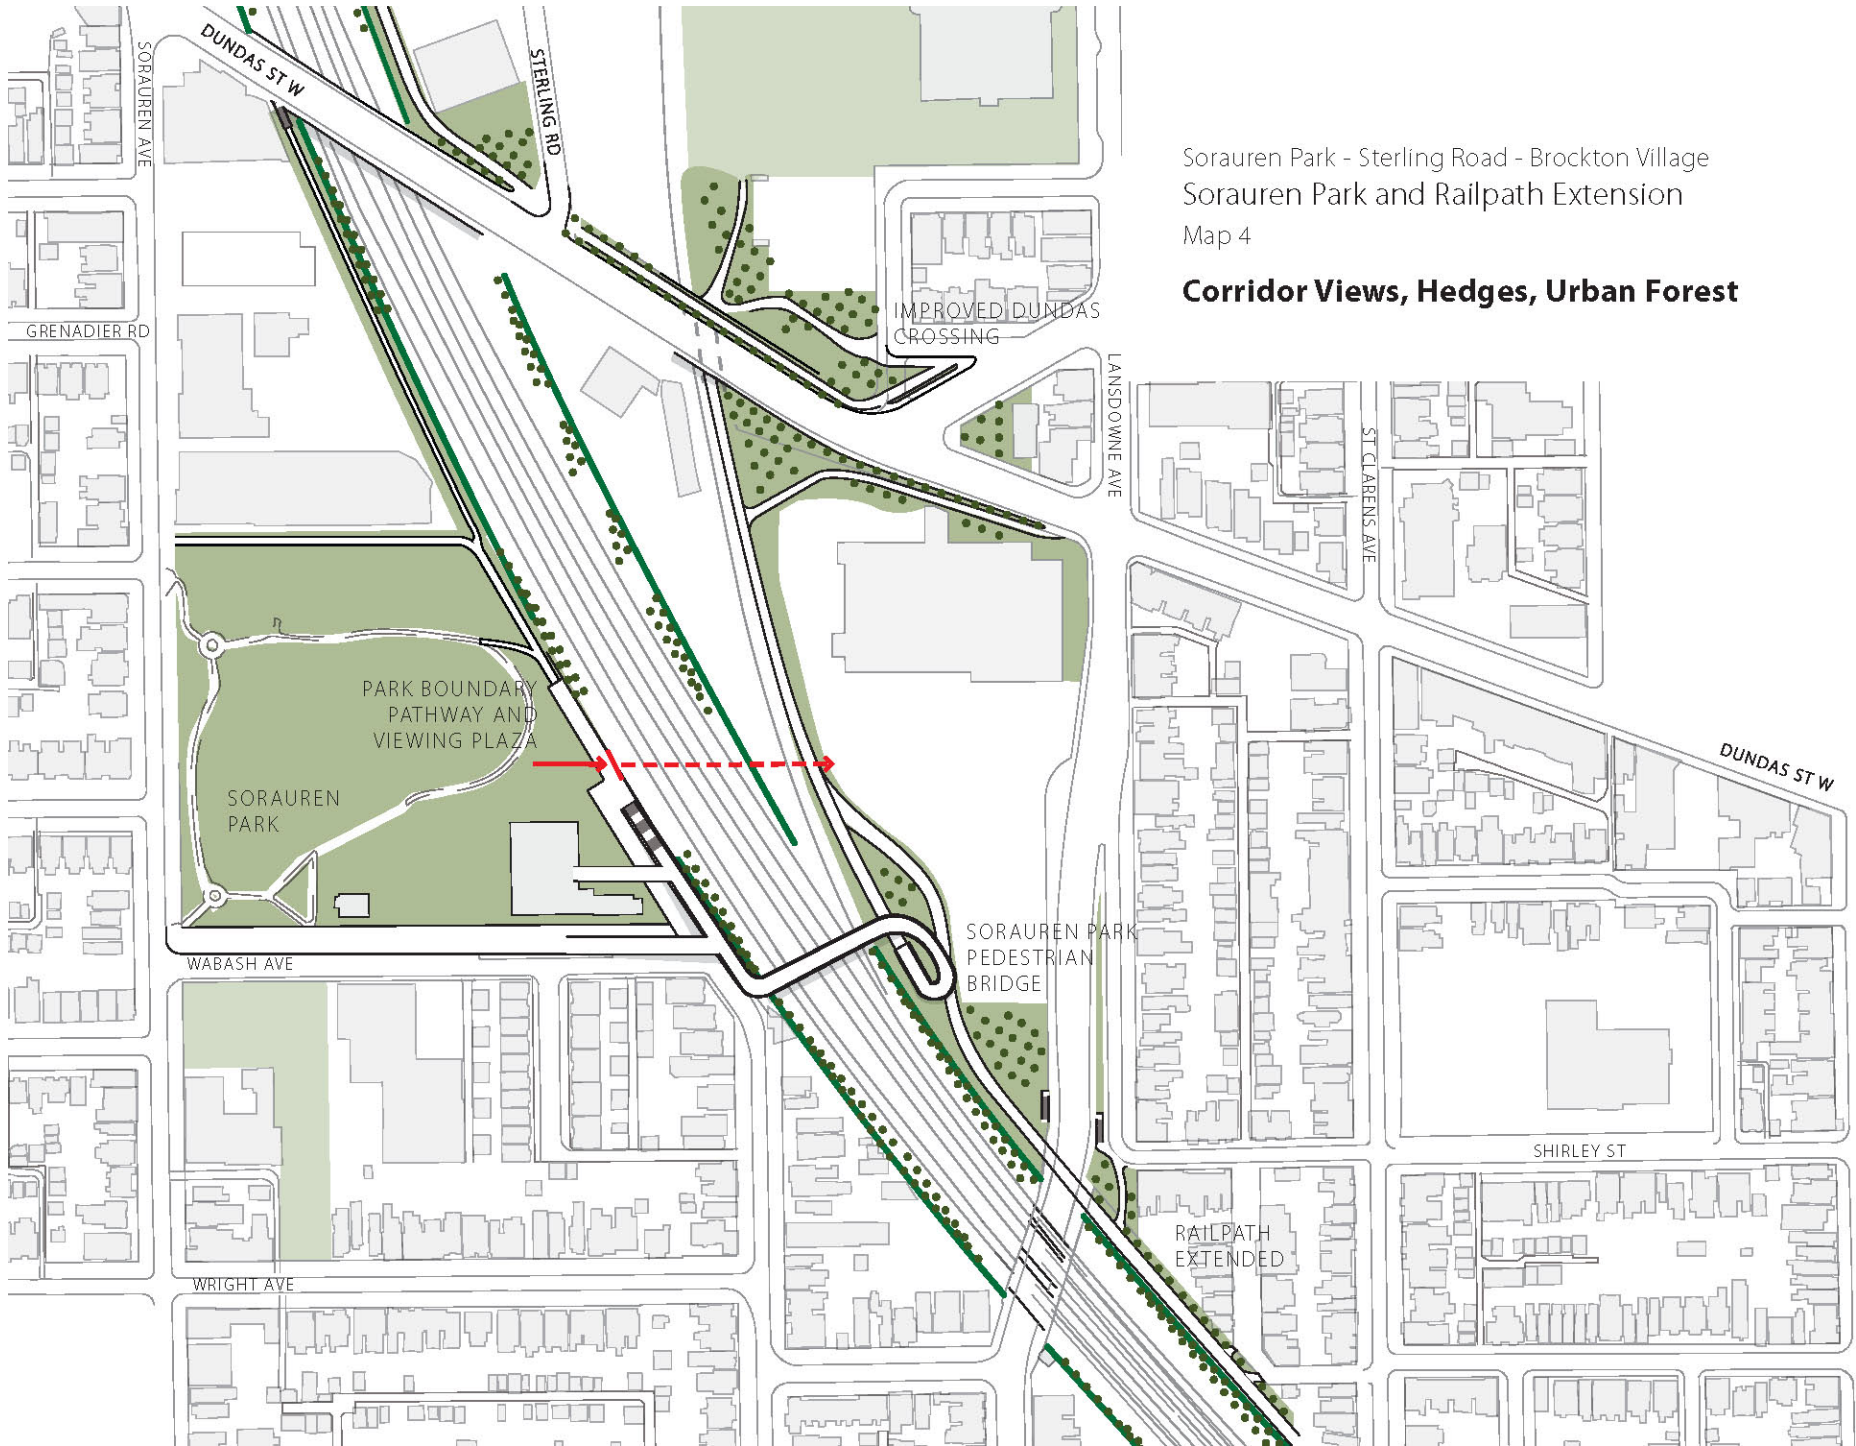 DUNDAS ST W
SORAUREN AVE
STERLING RD
Sorauren Park - Sterling Road - Brockton Village
Sorauren Park and Railpath Extension
Map 4
Corridor Views, Hedges, Urban Forest
GRENADIER RD
IMPROVED DUNDAS
CROSSING
LANSDOWNE AVE
ST CLARENS AVE
PARK BOUNDARY
PATHWAY AND
VIEWING PLAZA
SORAUREN
PARK
DUNDAS ST W
SORAUREN PARK
PEDESTRIAN
BRIDGE
WABASH AVE
SHIRLEY ST
RAILPATH
EXTENDED
WRIGHT AVE